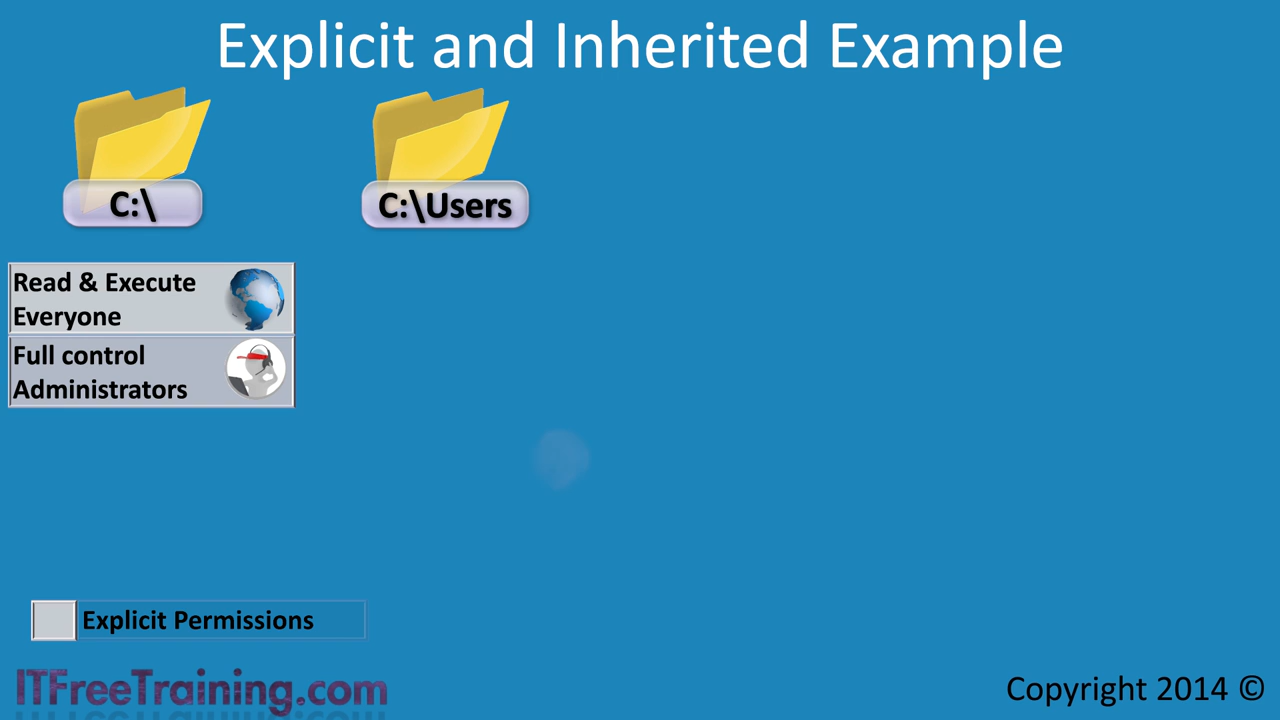 Explicit and Inherited Example
C:\
C:\Users
Read & Execute
Everyone
Full control
Administrators
Explicit Permissions
ITFreeTraining.com
Copyright 2014 ©